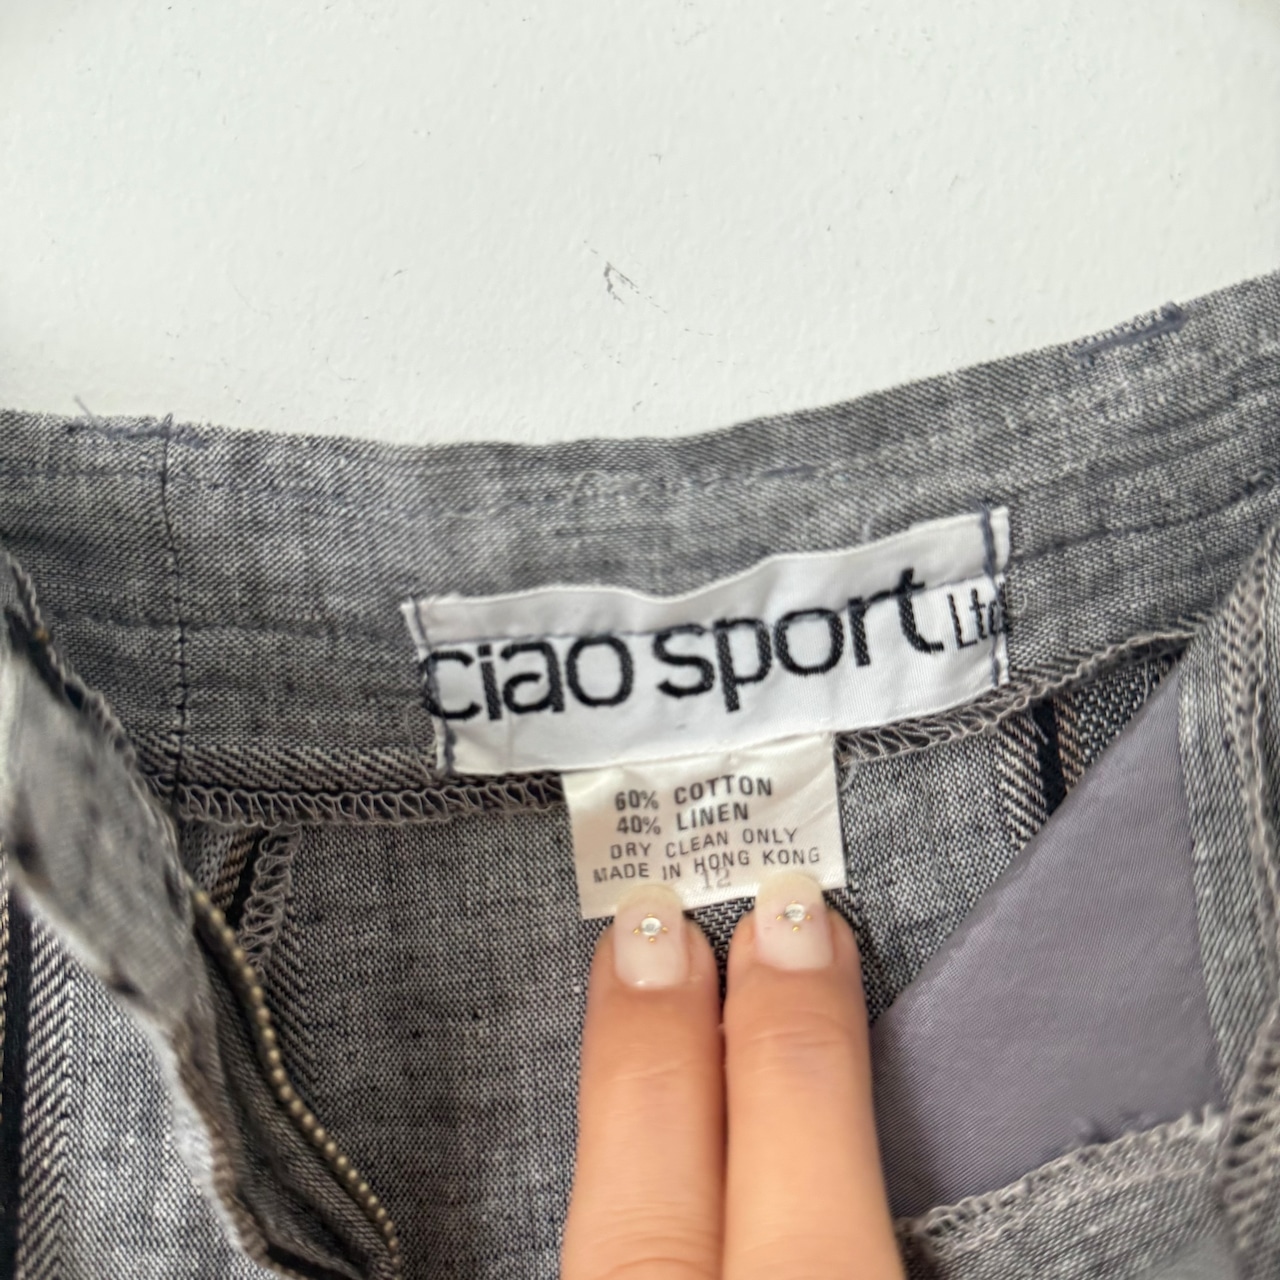 ciao sport Ltd
60% COTTON
40% LINEN
DRY CLEAN ONLY
MADE IN HONG KONG
12